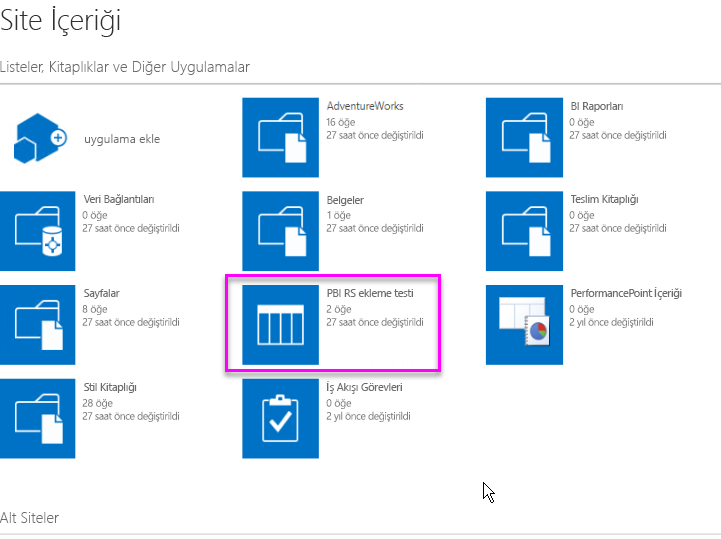 Site İçeriği
Listeler, Kitaplıklar ve Diğer Uygulamalar
uygulama ekle
AdventureWorks
16 öğe
27 saat önce değiştirildi
BI Raporları
0 öğe
27 saat önce değiştirildi
Veri Bağlantıları
0 öğe
27 saat önce değiştirildi
Belgeler
1 öğe
27 saat önce değiştirildi
Teslim Kitaplığı
0 öğe
27 saat önce değiştirildi
Sayfalar
8 öğe
27 saat önce değiştirildi
PBI RS ekleme testi
2 öğe
27 saat önce değiştirildi
PerformancePoint İçeriği
0 öğe
2 yıl önce değiştirildi
Stil Kitaplığı
28 öğe
27 saat önce değiştirildi
İş Akışı Görevleri
0 öğe
2 yıl önce değiştirildi
Alt Siteler